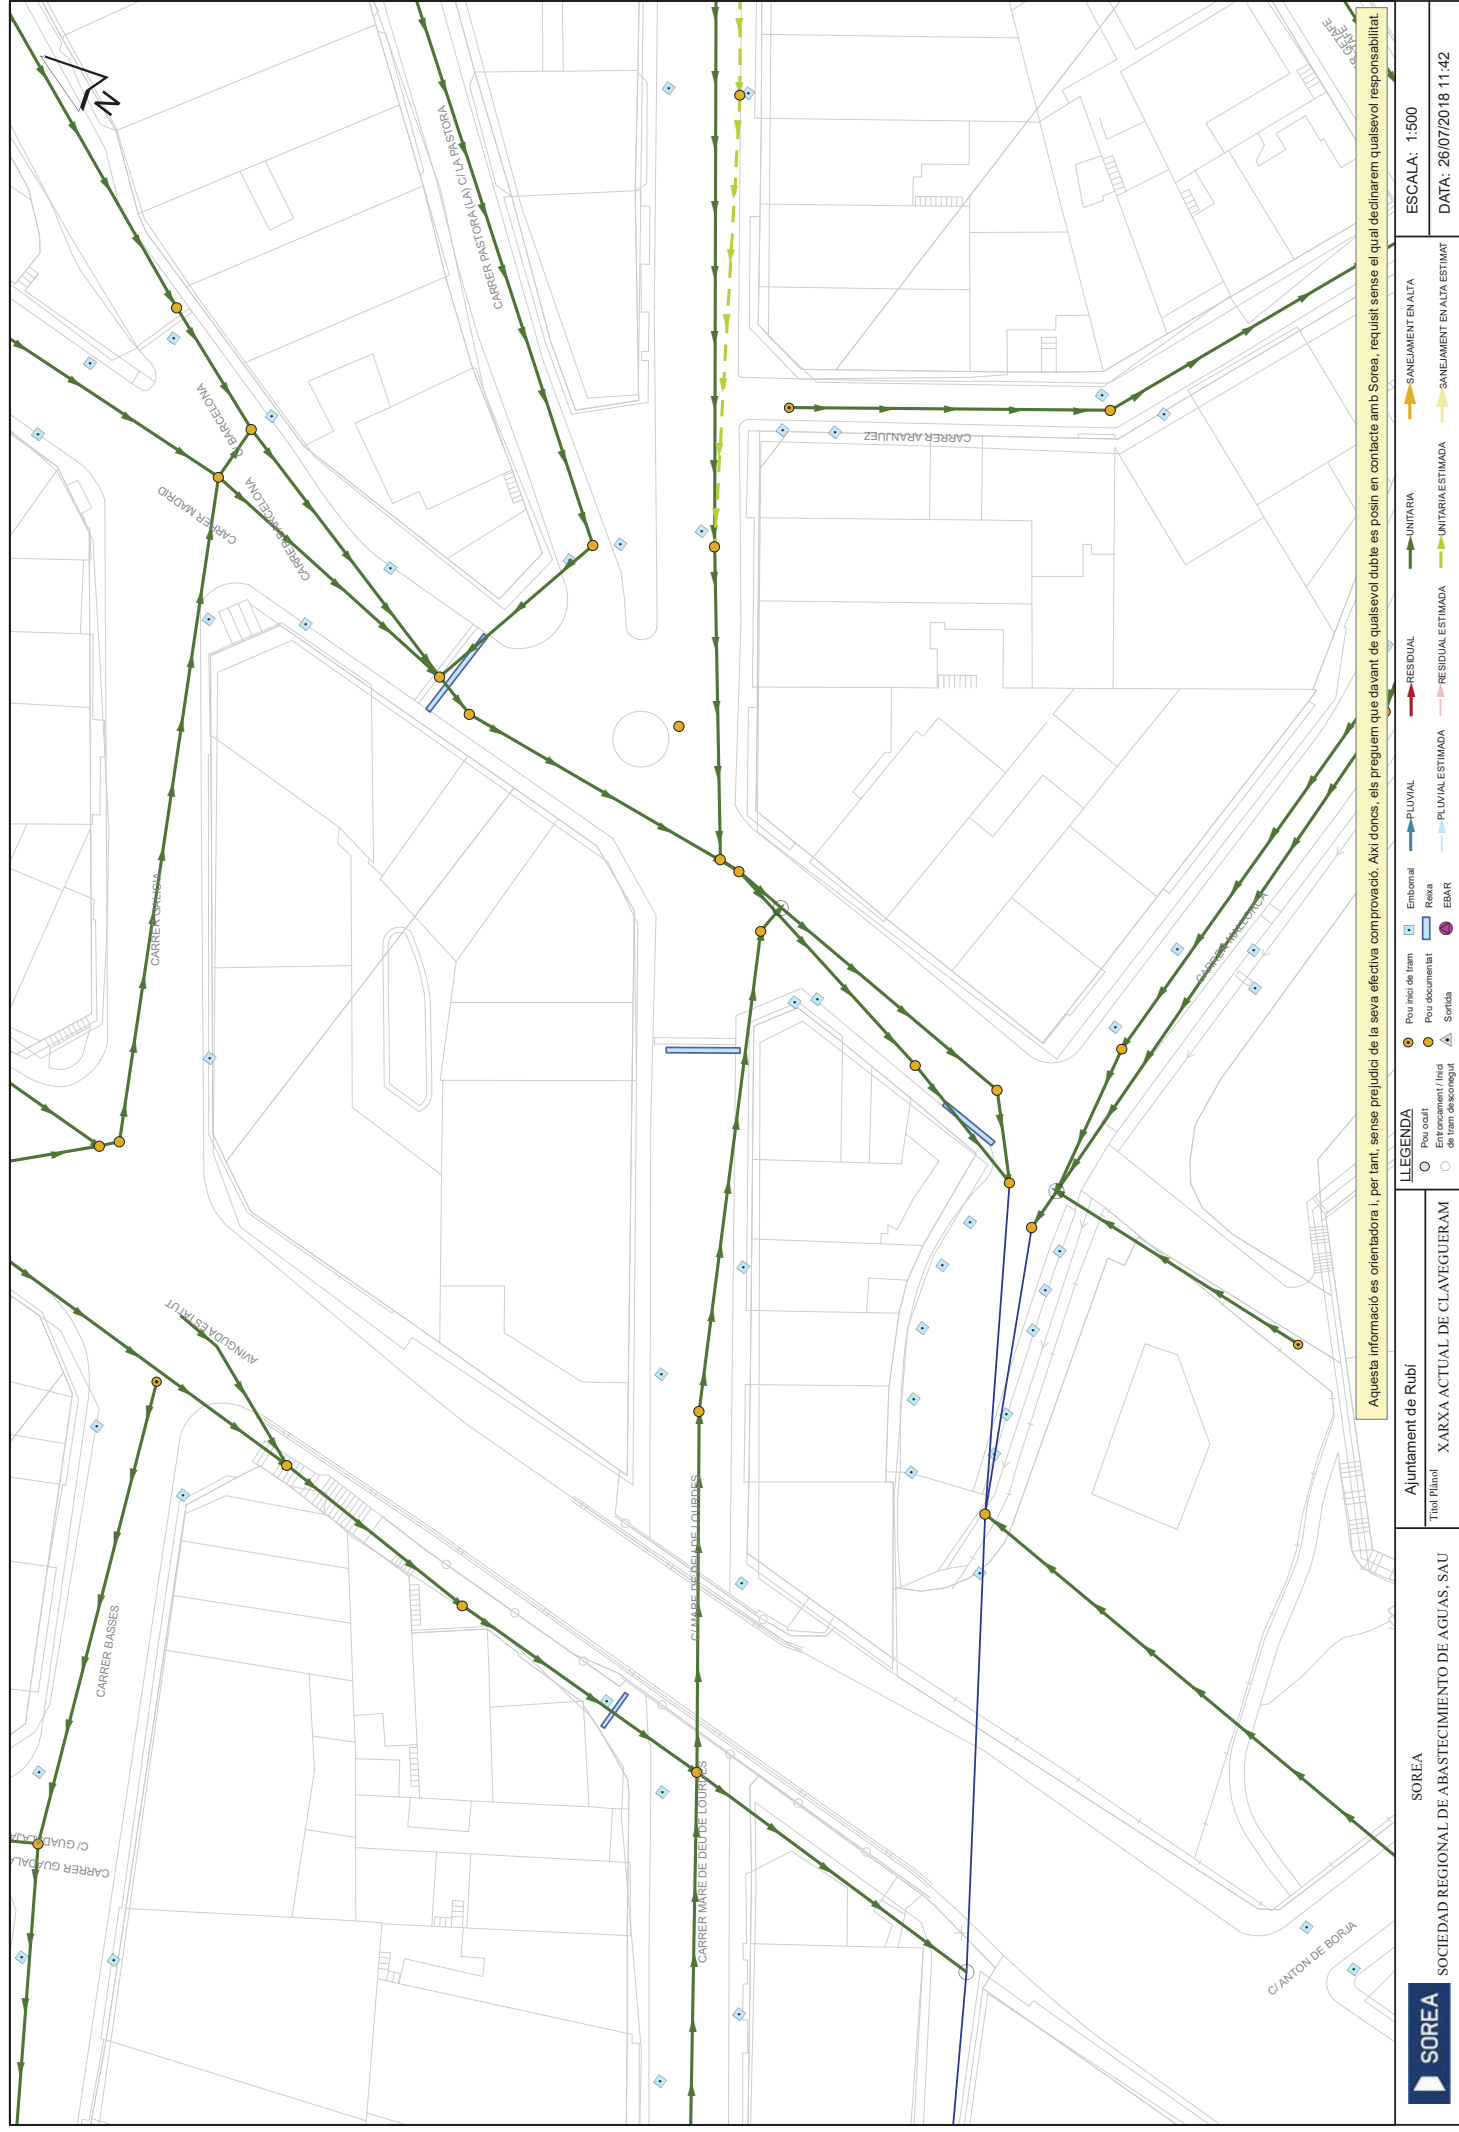 N
CARRER PASTORA (LA) C/ LA PASTORA
C/ BARCELONA
CARRER BARCELONA
CARRER MADRID
CARRER GALICIA
CARRER ARANJUEZ
CARRER MALLORCA
AVINGUDA ESTATUT
CARRER BASSES
C/ MARE DE DEU DE LOURDES
CARRER MARE DE DEU DE LOURDES
C/ ANTON DE BORJA
Aquesta informació es orientadora i, per tant, sense prejudici de la seva efectiva comprovació. Aixi doncs, els preguem que davant de qualsevol dubte es posin en contacte amb Sorea, requisit sense el qual declinarem qualsevol responsabilitat.
SOREA
SOREA
SOCIEDAD REGIONAL DE ABASTECIMIENTO DE AGUAS, SAU
Ajuntament de Rubí
Títol Plànol
XARXA ACTUAL DE CLAVEGUERAM
LLEGENDA
Pou ocult
Entroncament / Inici
de tram desconegut
Pou inici de tram
Pou documentat
Sortida
Embornal
Reixa
EBAR
PLUVIAL
PLUVIAL ESTIMADA
RESIDUAL
RESIDUAL ESTIMADA
UNITARIA
UNITARIA ESTIMADA
SANEJAMENT EN ALTA
SANEJAMENT EN ALTA ESTIMAT
ESCALA: 1:500
DATA: 26/07/2018 11:42